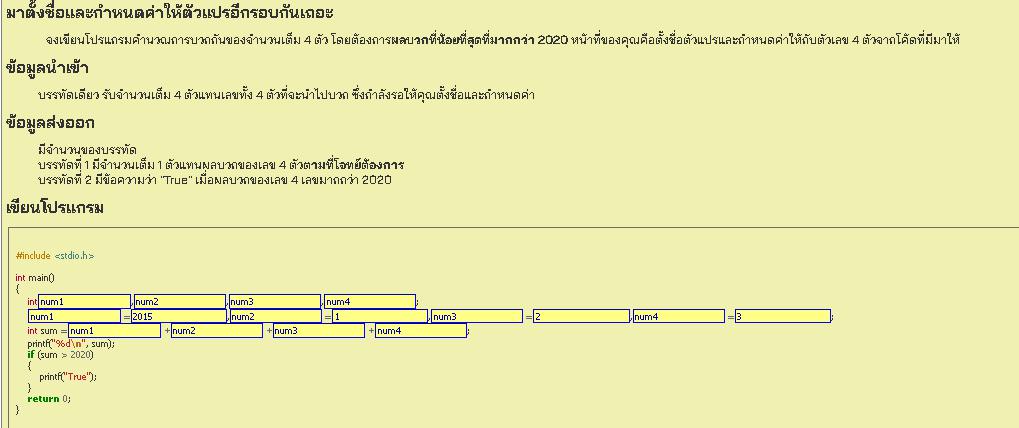 มาตั้งชื่อและกำหนดค่าให้ตัวแปรอีกรอบกันเถอะ
จงเขียนโปรแกรมคำนวณการบวกกันของจำนวนเต็ม 4 ตัว โดยต้องการผลบวกที่น้อยที่สุดที่มากกว่า 2020 หน้าที่ของคุณคือตั้งชื่อตัวแปรและกำหนดค่าให้กับตัวเลข 4 ตัวจากโค้ดที่มีมาให้
ข้อมูลนำเข้า
บรรทัดเดียว รับจำนวนเต็ม 4 ตัวแทนเลขทั้ง 4 ตัวที่จะนำไปบวก ซึ่งกำลังรอให้คุณตั้งชื่อและกำหนดค่า
ข้อมูลส่งออก
มีจำนวนของบรรทัด
บรรทัดที่ 1 มีจำนวนเต็ม 1 ตัวแทนผลบวกของเลข 4 ตัวตามที่โจทย์ต้องการ
บรรทัดที่ 2 มีข้อความว่า "True" เมื่อผลบวกของเลข 4 เลขมากกว่า 2020
เขียนโปรแกรม
#include <stdio.h>
int main()
{
int num1 ,num2 ,num3 ,num4 ;
num1 =2015 ,num2 = 1 ,num3 =2 ,num4 =3 ;
int sum =num1 +num2 +num3 +num4 ;
printf("%d\n", sum);
if (sum > 2020)
{
printf("True");
}
return 0;
}